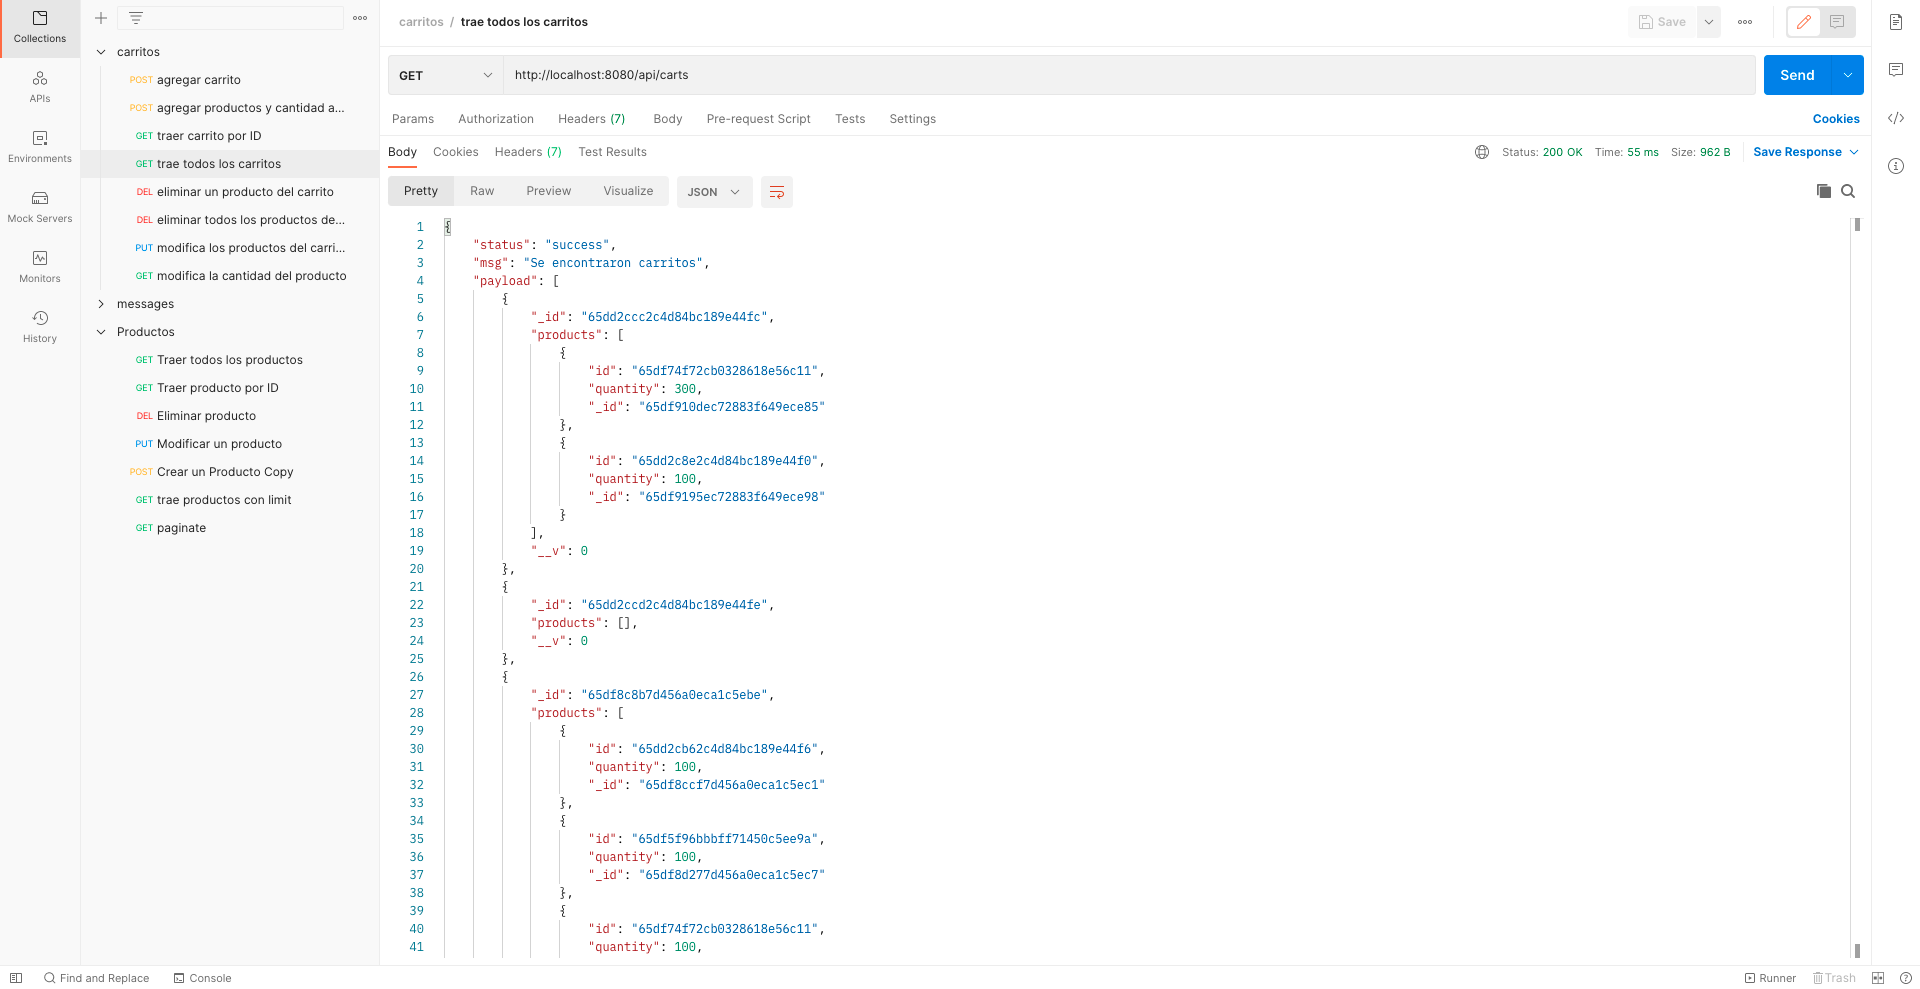 Collections
APIs
Environments
Mock Servers
Monitors
History
carritos
POST agregar carrito
POST agregar productos y cantidad a...
GET traer carrito por ID
GET trae todos los carritos
DEL eliminar un producto del carrito
DEL eliminar todos los productos de...
PUT modifica los productos del carri...
GET modifica la cantidad del producto
messages
Productos
GET Traer todos los productos
GET Traer producto por ID
DEL Eliminar producto
PUT Modificar un producto
POST Crear un Producto Copy
GET trae productos con limit
GET paginate
carritos / trae todos los carritos
Save
GET http://localhost:8080/api/carts
Send
Params Authorization Headers (7) Body Pre-request Script Tests Settings Cookies
Body Cookies Headers (7) Test Results
Status: 200 OK Time: 55 ms Size: 962 B Save Response
Pretty Raw Preview Visualize JSON
1 {
2 "status": "success",
3 "msg": "Se encontraron carritos",
4 "payload": [
5 {
6 "_id": "65dd2ccc2c4d84bc189e44fc",
7 "products": [
8 {
9 "id": "65df74f72cb0328618e56c11",
10 "quantity": 300,
11 "_id": "65df910dec72883f649ece85"
12 },
13 {
14 "id": "65dd2c8e2c4d84bc189e44f0",
15 "quantity": 100,
16 "_id": "65df9195ec72883f649ece98"
17 }
18 ],
19 "__v": 0
20 },
21 {
22 "_id": "65dd2ccd2c4d84bc189e44fe",
23 "products": [],
24 "__v": 0
25 },
26 {
27 "_id": "65df8c8b7d456a0eca1c5ebe",
28 "products": [
29 {
30 "id": "65dd2cb62c4d84bc189e44f6",
31 "quantity": 100,
32 "_id": "65df8ccf7d456a0eca1c5ec1"
33 },
34 {
35 "id": "65df5f96bbbff71450c5ee9a",
36 "quantity": 100,
37 "_id": "65df8d277d456a0eca1c5ec7"
38 },
39 {
40 "id": "65df74f72cb0328618e56c11",
41 "quantity": 100,
Find and Replace Console
Runner Trash